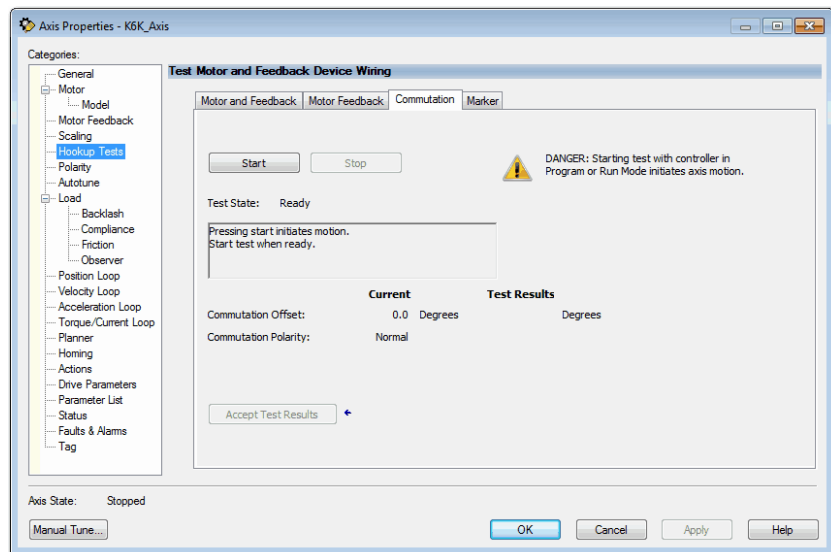 Axis Properties - K6K_Axis
Categories:
General
Motor
Model
Motor Feedback
Scaling
Hookup Tests
Polarity
Autotune
Load
Backlash
Compliance
Friction
Observer
Position Loop
Velocity Loop
Acceleration Loop
Torque/Current Loop
Planner
Homing
Actions
Drive Parameters
Parameter List
Status
Faults & Alarms
Tag
Test Motor and Feedback Device Wiring
Motor and Feedback Motor Feedback Commutation Marker
Start Stop
DANGER: Starting test with controller in
Program or Run Mode initiates axis motion.
Test State: Ready
Pressing start initiates motion.
Start test when ready.
Current Test Results
Commutation Offset: 0.0 Degrees Degrees
Commutation Polarity: Normal
Accept Test Results
Axis State: Stopped
Manual Tune... OK Cancel Apply Help